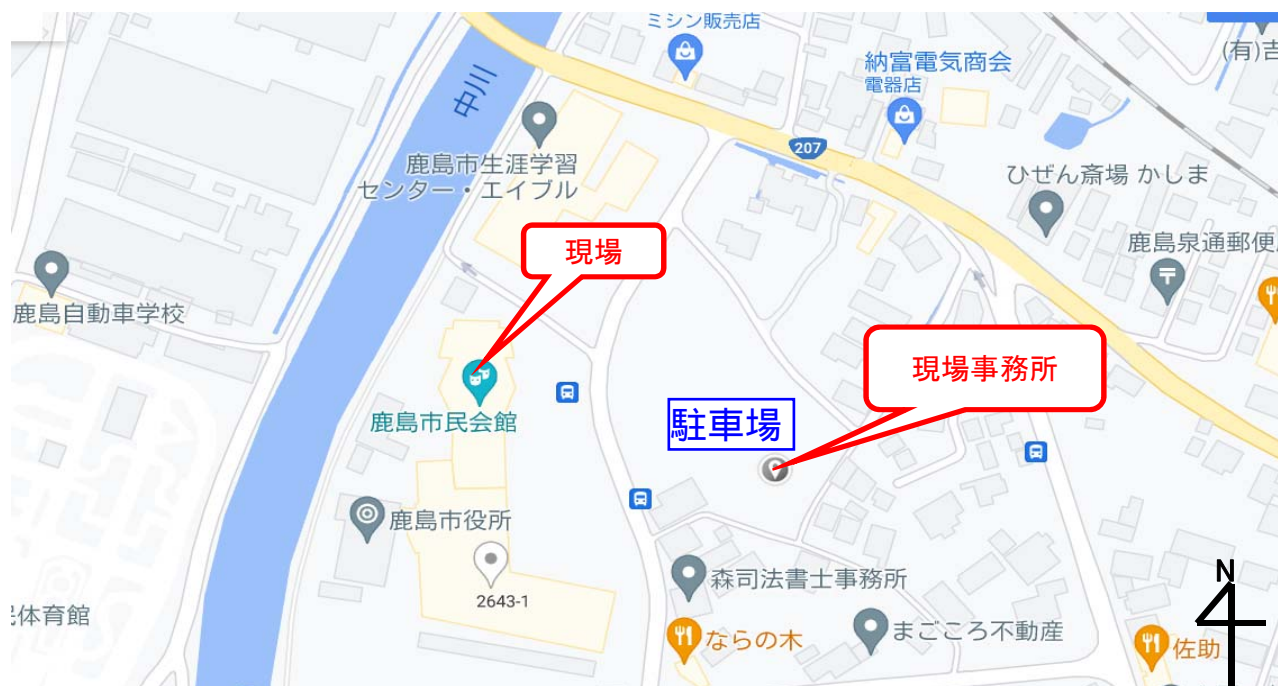 ミシン販売店
(有)吉
中川
納富電気商会
電器店
鹿島市生涯学習
センター・エイブル
207
ひぜん斎場 かしま
現場
鹿島泉通郵便
鹿島自動車学校
現場事務所
鹿島市民会館
駐車場
鹿島市役所
森司法書士事務所
2643-1
N
体育館
ならの木
まごころ不動産
佐助